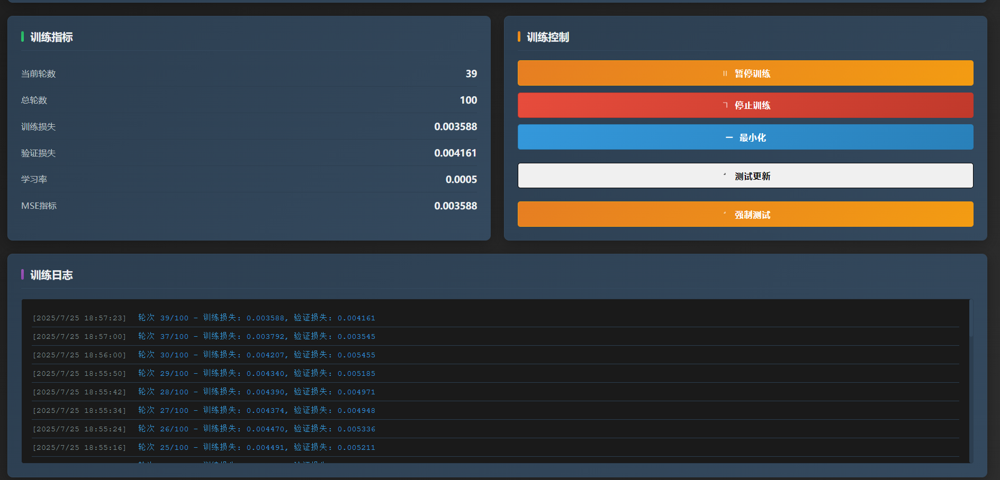 训练指标
当前轮数 39
总轮数 100
训练损失 0.003588
验证损失 0.004161
学习率 0.0005
MSE指标 0.003588
训练控制
暂停训练
停止训练
最小化
测试更新
强制测试
训练日志
[2025/7/25 18:57:23] 轮次 39/100 - 训练损失: 0.003588, 验证损失: 0.004161
[2025/7/25 18:57:00] 轮次 37/100 - 训练损失: 0.003792, 验证损失: 0.003545
[2025/7/25 18:56:00] 轮次 30/100 - 训练损失: 0.004207, 验证损失: 0.005455
[2025/7/25 18:55:50] 轮次 29/100 - 训练损失: 0.004340, 验证损失: 0.005185
[2025/7/25 18:55:42] 轮次 28/100 - 训练损失: 0.004390, 验证损失: 0.004971
[2025/7/25 18:55:34] 轮次 27/100 - 训练损失: 0.004374, 验证损失: 0.004948
[2025/7/25 18:55:24] 轮次 26/100 - 训练损失: 0.004470, 验证损失: 0.005336
[2025/7/25 18:55:16] 轮次 25/100 - 训练损失: 0.004491, 验证损失: 0.005211